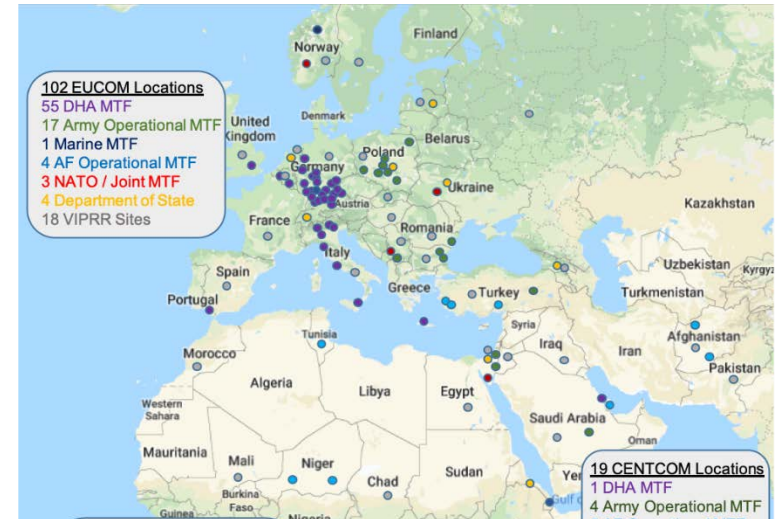 Finland
Norway
102 EUCOM Locations
55 DHA MTF
17 Army Operational MTF
1 Marine MTF
4 AF Operational MTF
3 NATO / Joint MTF
4 Department of State
18 VIPRR Sites
United
Kingdom
Denmark
Belarus
Poland
Germany
Ukraine
Austria
Kazakhstan
France
Romania
Italy
Uzbekistan
Spain
Greece
Turkey
Turkmenistan
Portugal
Syria
Tunisia
Afghanistan
Iraq
Iran
Morocco
Pakistan
Algeria
Libya
Egypt
Western
Sahara
Saudi Arabia
Oman
Mauritania
Mali
Niger
Sudan
Chad
Burkina
Faso
Guinea
Nigeria
19 CENTCOM Locations
1 DHA MTF
4 Army Operational MTF